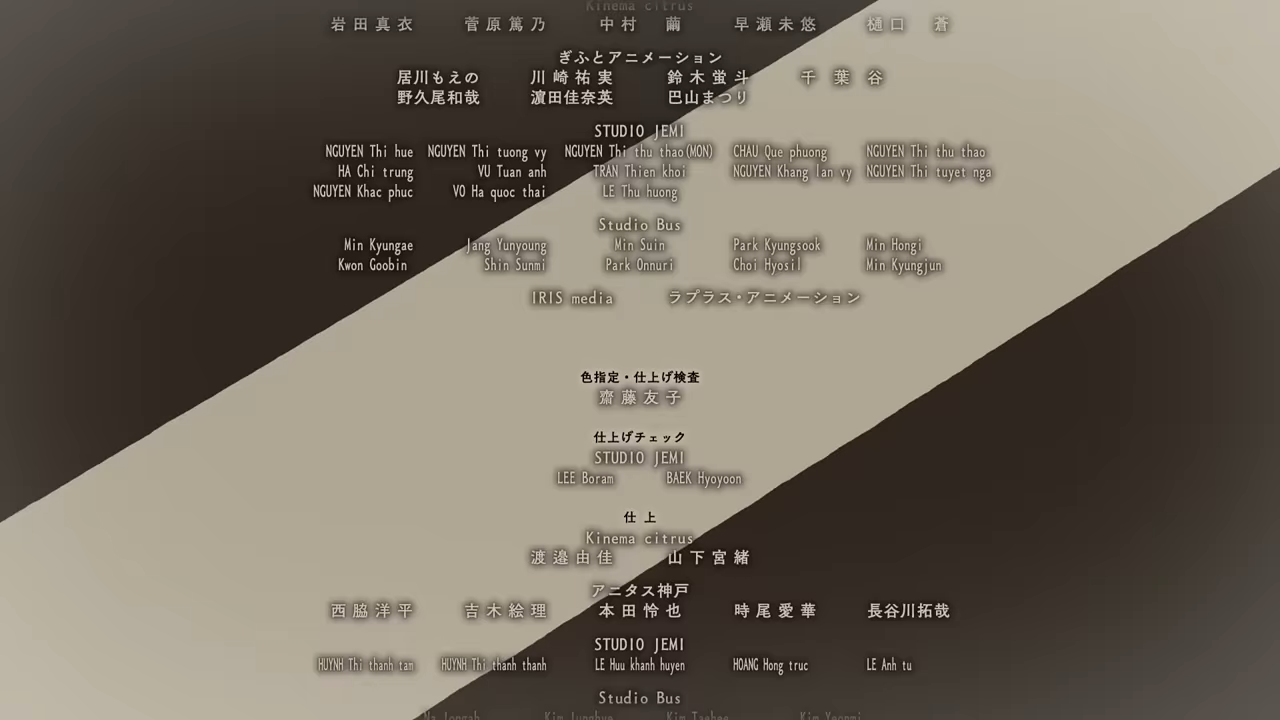 Kinema citrus
岩田真衣 菅原篤乃 中村 繭 早瀬未悠 樋口 蒼
ぎふとアニメーション
居川もえの 川崎祐実 鈴木蛍斗 千葉谷
野久尾和哉 濵田佳奈英 巴山まつり
STUDIO JEMI
NGUYEN Thi hue NGUYEN Thi tuong vy NGUYEN Thi thu thao(MON) CHAU Que phuong NGUYEN Thi thu thao
HA Chi trung VU Tuan anh TRAN Thien khoi NGUYEN Khang lan vy NGUYEN Thi tuyet nga
NGUYEN Khac phuc VO Ha quoc thai LE Thu huong
Studio Bus
Min Kyungae Jang Yunyoung Min Suin Park Kyungsook Min Hongi
Kwon Goobin Shin Sunmi Park Onnuri Choi Hyosil Min Kyungjun
IRIS media ラプラス・アニメーション
色指定・仕上げ検査
齋藤友子
仕上げチェック
STUDIO JEMI
LEE Boram BAEK Hyoyoon
仕上
Kinema citrus
渡邉由佳 山下宮緒
アニタス神戸
西脇洋平 吉木絵理 本田怜也 時尾愛華 長谷川拓哉
STUDIO JEMI
HUYNH Thi thanh tam HUYNH Thi thanh thanh LE Huu khanh huyen HOANG Hong truc LE Anh tu
Studio Bus